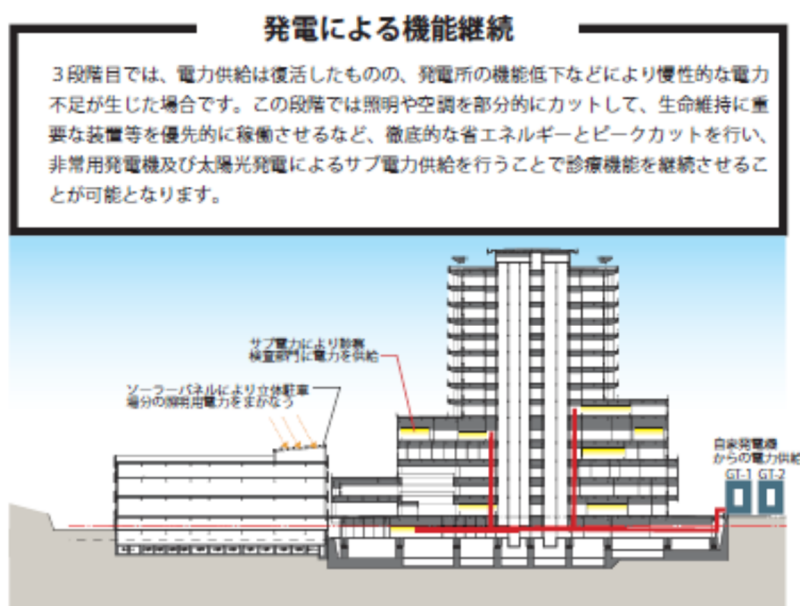 発電による機能継続
3段階目では、電力供給は復活したものの、発電所の機能低下などにより慢性的な電力
不足が生じた場合です。この段階では照明や空調を部分的にカットして、生命維持に重
要な装置等を優先的に稼働させるなど、徹底的な省エネルギーとピークカットを行い、
非常用発電機及び太陽光発電によるサブ電力供給を行うことで診療機能を継続させるこ
とが可能となります。
サブ電力により診察
検査部門に電力を供給
ソーラーパネルにより立体駐車
場分の照明用電力をまかなう
自家発電機
からの電力供給
GT-1 GT-2